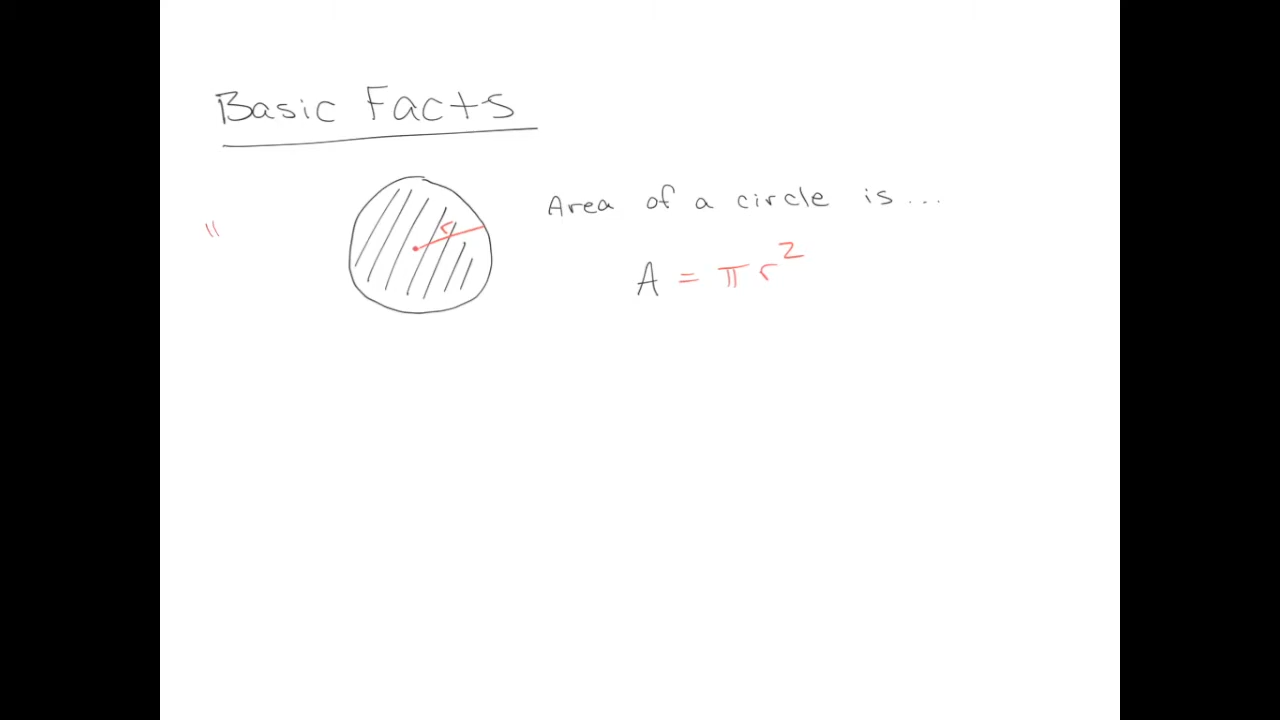 Basic Facts
Area of a circle is...
r
A = πr²